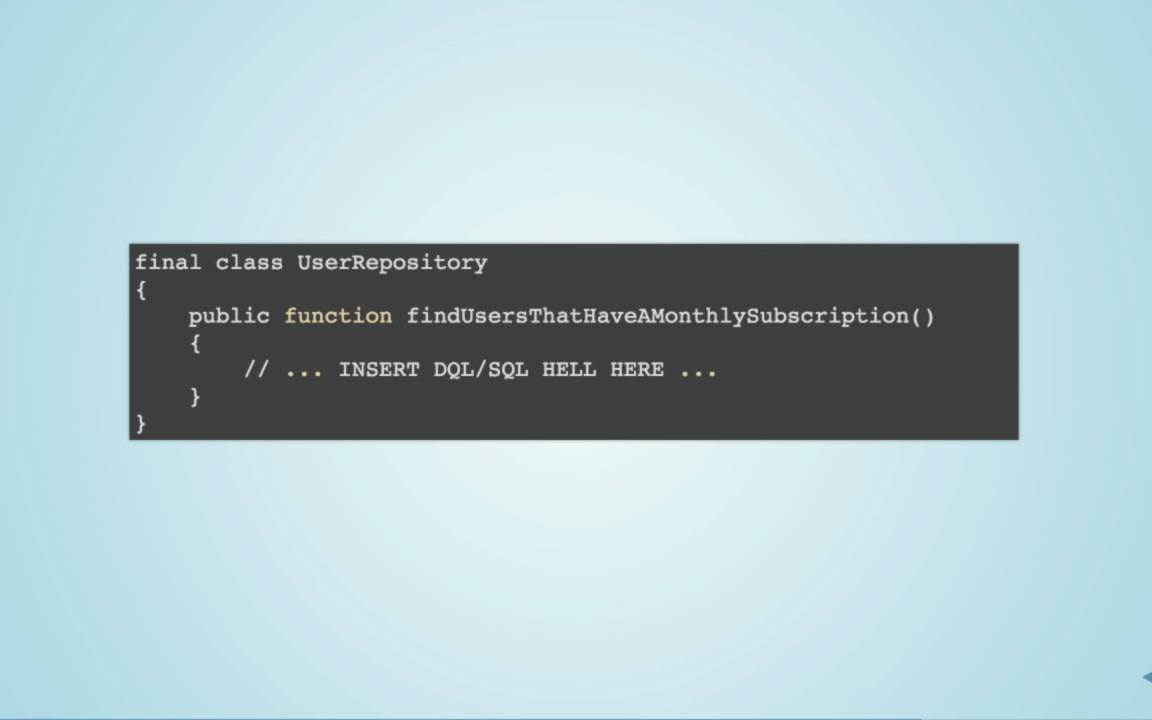 final class UserRepository
{
    public function findUsersThatHaveAMonthlySubscription()
    {
        // ... INSERT DQL/SQL HELL HERE ...
    }
}